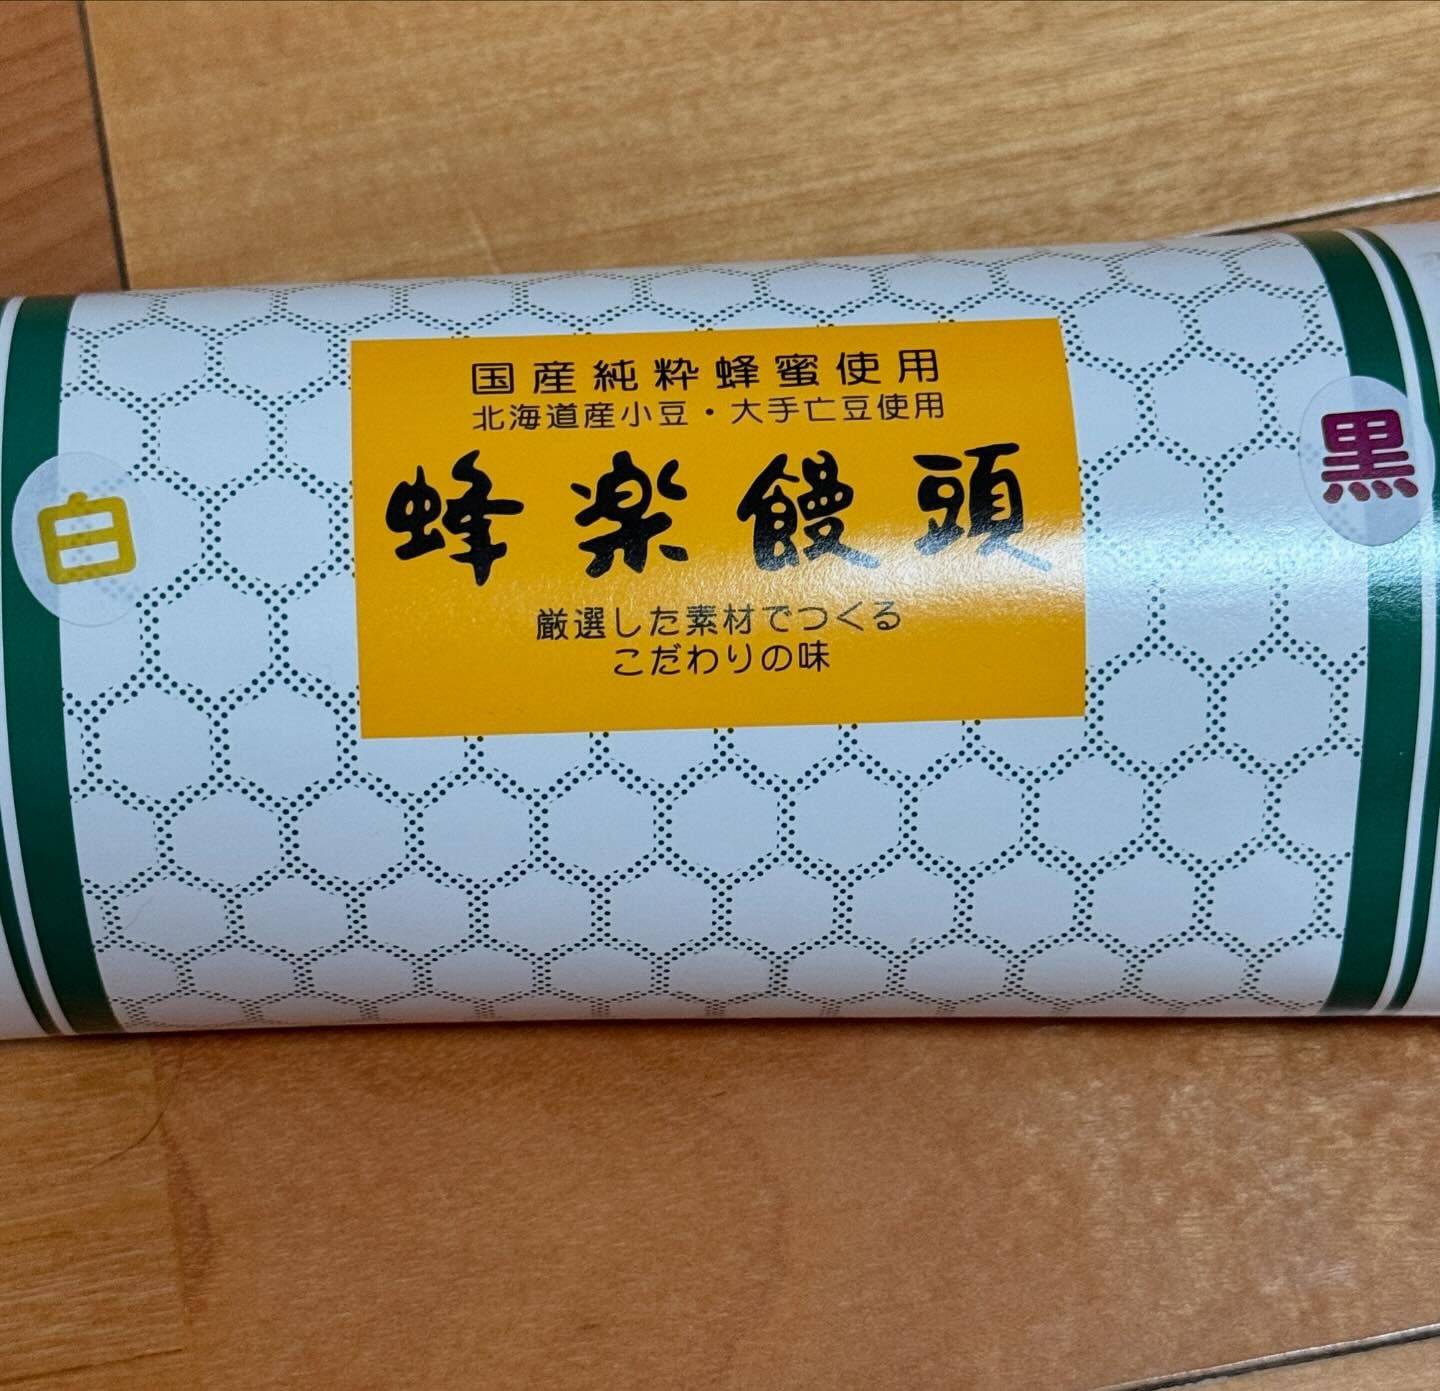 国産純粋蜂蜜使用
北海道産小豆・大手亡豆使用
蜂楽饅頭
厳選した素材でつくる
こだわりの味
白
黒